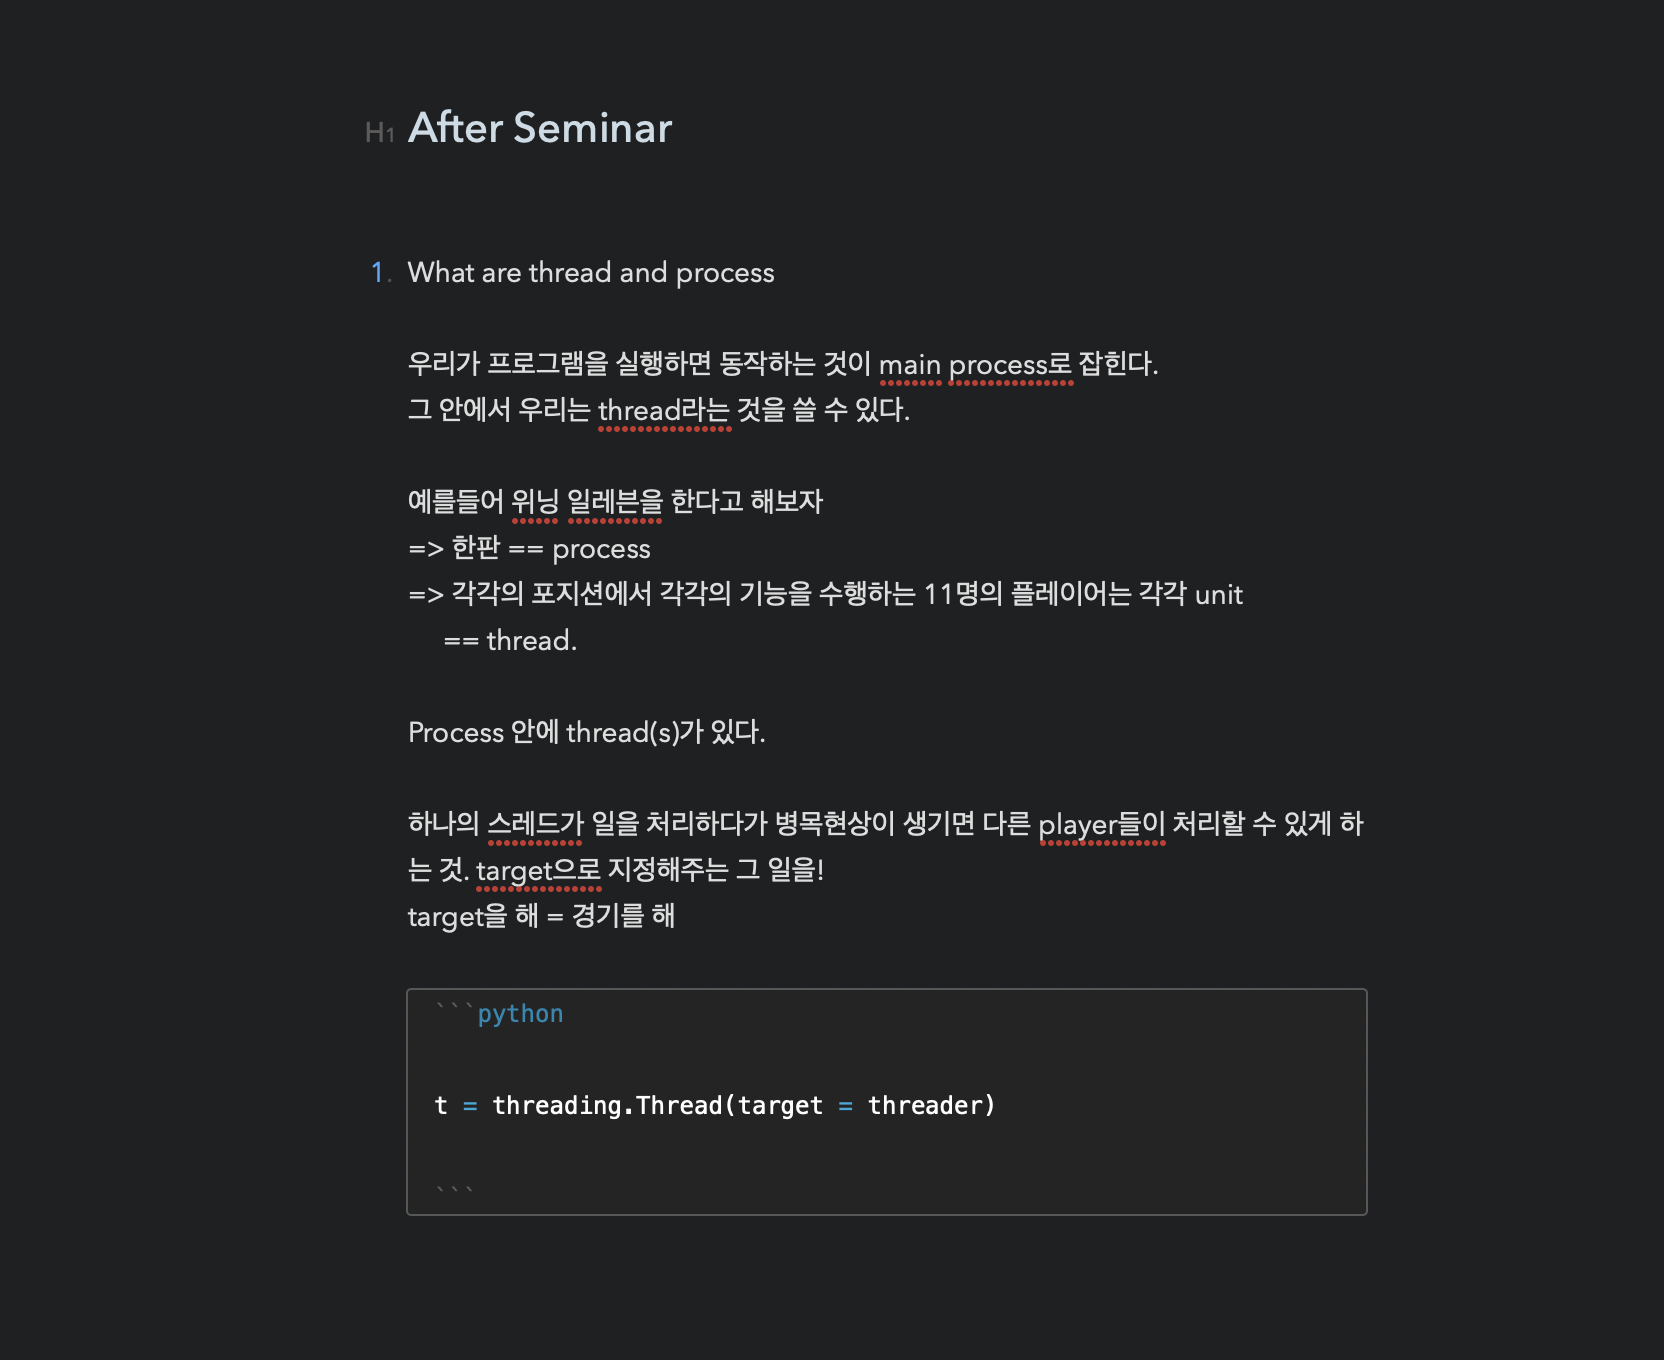 H1 After Seminar
1. What are thread and process
우리가 프로그램을 실행하면 동작하는 것이 main process로 잡힌다.
그 안에서 우리는 thread라는 것을 쓸 수 있다.
예를들어 위닝 일레븐을 한다고 해보자
=> 한판 == process
=> 각각의 포지션에서 각각의 기능을 수행하는 11명의 플레이어는 각각 unit
== thread.
Process 안에 thread(s)가 있다.
하나의 스레드가 일을 처리하다가 병목현상이 생기면 다른 player들이 처리할 수 있게 하
는 것. target으로 지정해주는 그 일을!
target을 해 = 경기를 해
```python
t = threading.Thread(target = threader)
```